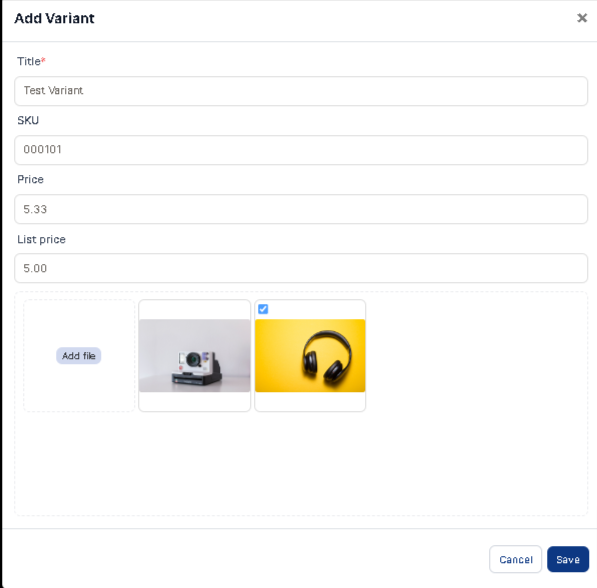 Add Variant
Title*
Test Variant
SKU
000101
Price
5.33
List price
5.00
Add file
Cancel
Save